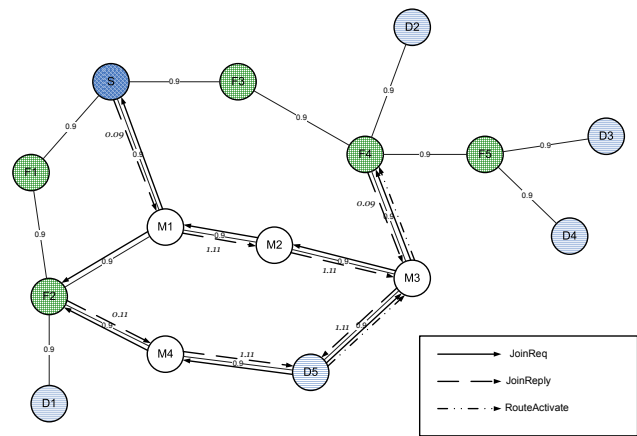 D2
S
F3
0.9
0.9
0.9
0.09
0.9
0.9
D3
F4
0.9
F5
0.9
F1
0.9
0.09
0.9
M1
0.9
M2
0.9
D4
1.11
0.9
0.9
1.11
M3
F2
0.11
0.9
1.11
0.9
JoinReq
0.9
M4
1.11
0.9
D5
JoinReply
D1
RouteActivate